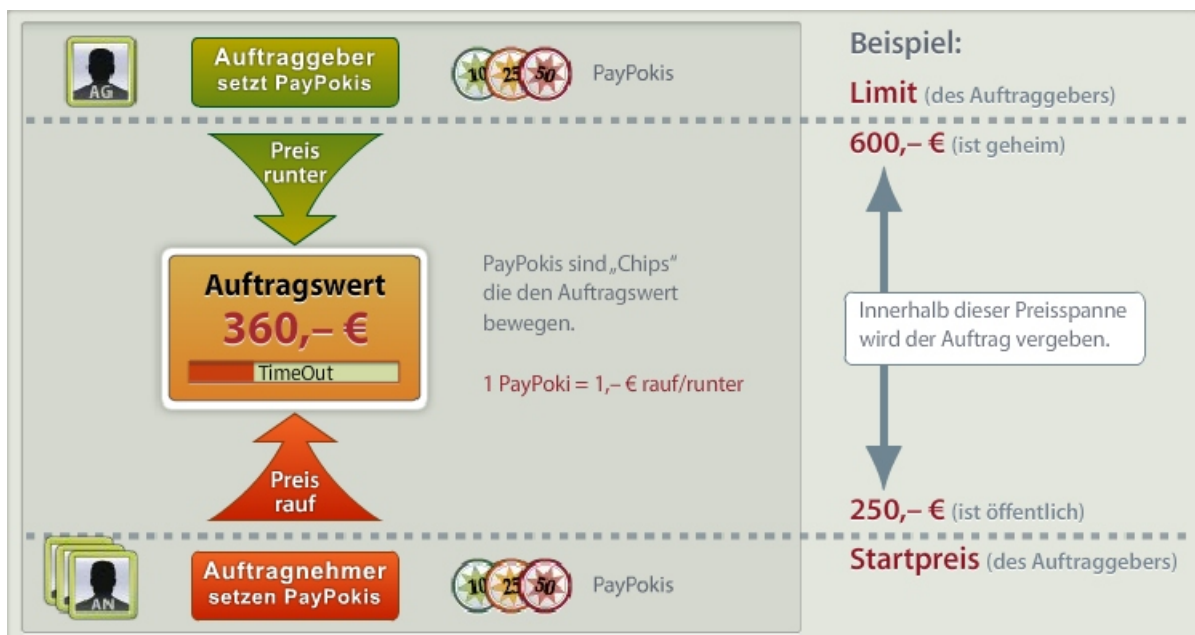 AG
Auftraggeber
setzt PayPokis
10 25 50
PayPokis
Beispiel:
Limit (des Auftraggebers)
600,– € (ist geheim)
Preis
runter
Auftragswert
360,– €
TimeOut
PayPokis sind „Chips“
die den Auftragswert
bewegen.
1 PayPoki = 1,– € rauf/runter
Innerhalb dieser Preisspanne
wird der Auftrag vergeben.
Preis
rauf
250,– € (ist öffentlich)
Startpreis (des Auftraggebers)
AN
Auftragnehmer
setzen PayPokis
10 25 50
PayPokis